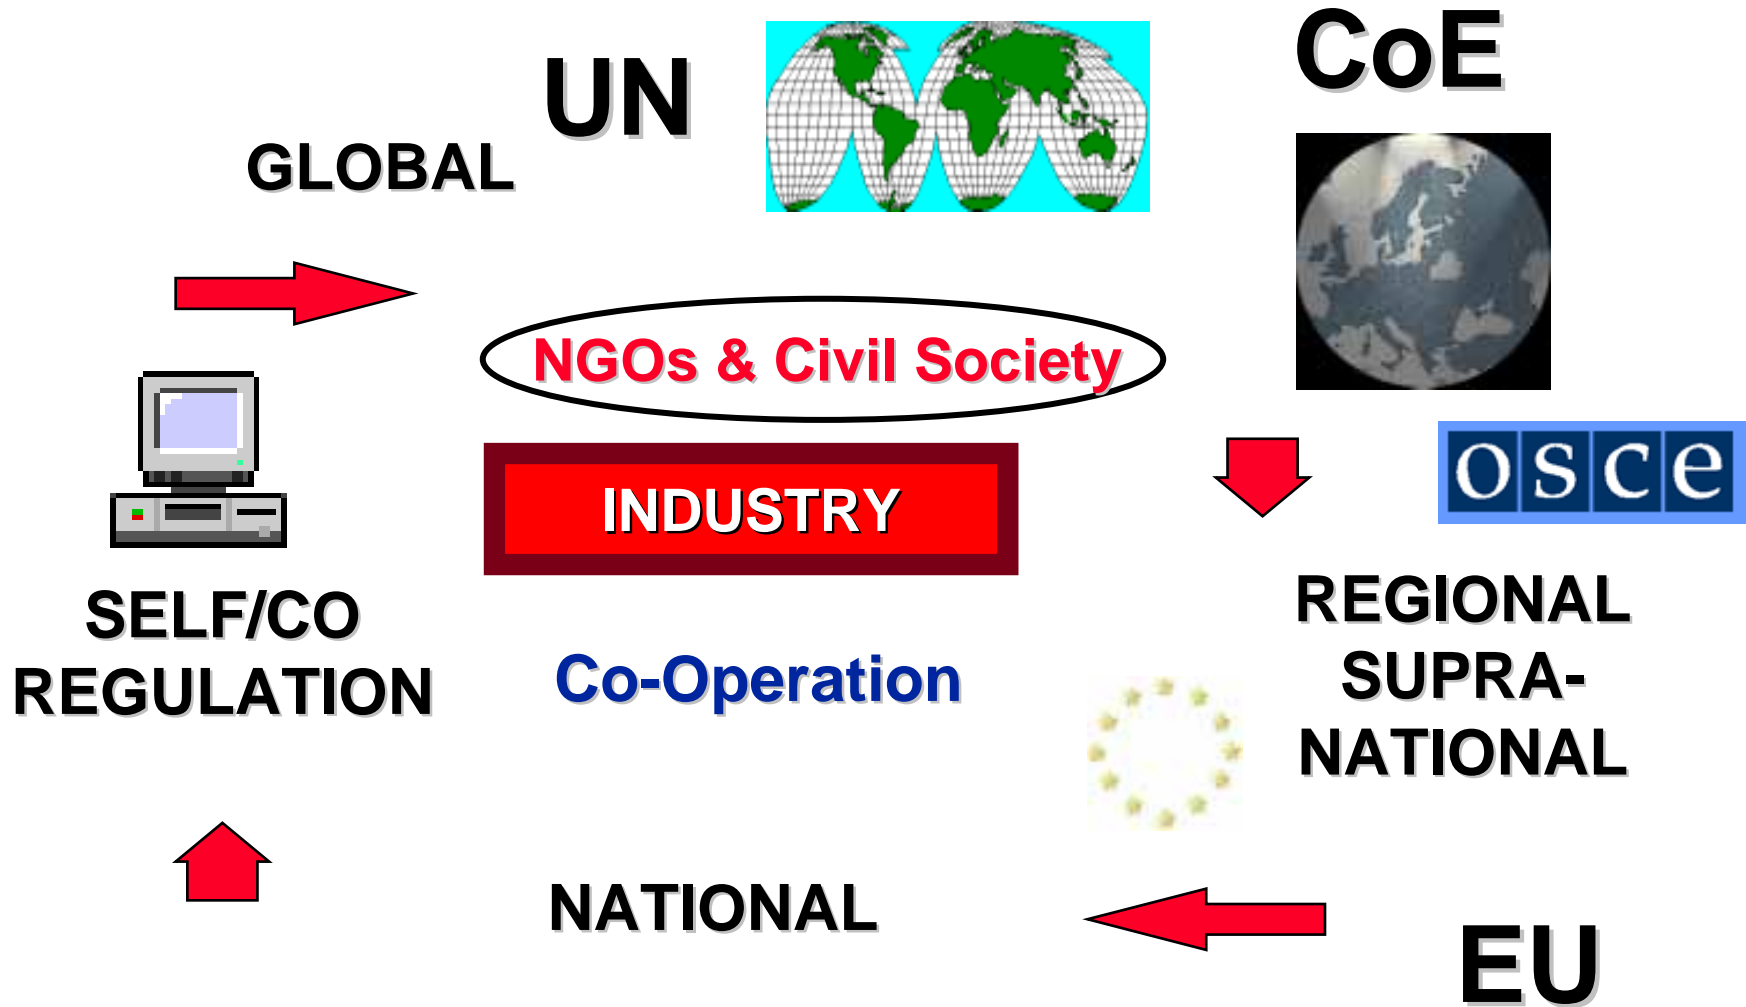 UN
CoE
GLOBAL
NGOs & Civil Society
osce
INDUSTRY
SELF/CO
REGULATION
REGIONAL
SUPRA-
NATIONAL
Co-Operation
NATIONAL
EU